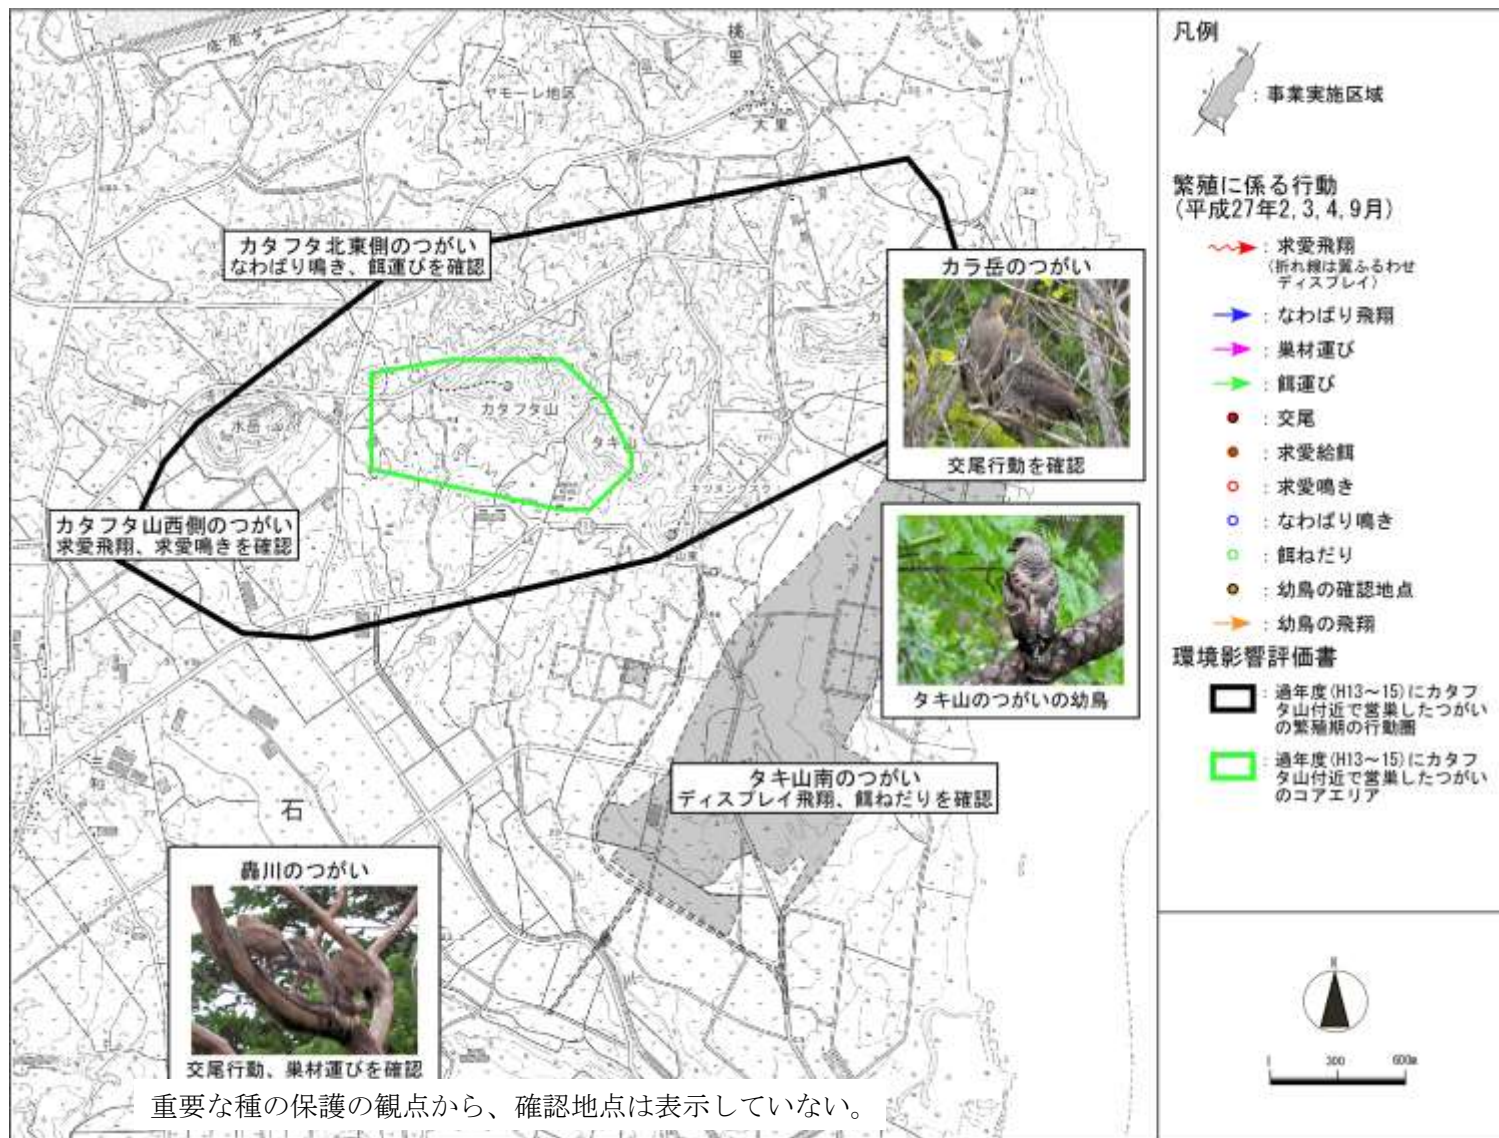 桃里
ヤモーレ地区
大里
カタフタ北東側のつがい
なわばり鳴き、餌運びを確認
カラ岳のつがい
交尾行動を確認
水岳
カタフタ山
タキ山
カタフタ山西側のつがい
求愛飛翔、求愛鳴きを確認
タキ山のつがいの幼鳥
タキ山南のつがい
ディスプレイ飛翔、餌ねだりを確認
三和
石
轟川のつがい
交尾行動、巣材運びを確認
重要な種の保護の観点から、確認地点は表示していない。
凡例
：事業実施区域
繁殖に係る行動
(平成27年2,3,4,9月)
：求愛飛翔
(折れ線は翼ふるわせ
ディスプレイ)
：なわばり飛翔
：巣材運び
：餌運び
：交尾
：求愛給餌
：求愛鳴き
：なわばり鳴き
：餌ねだり
：幼鳥の確認地点
：幼鳥の飛翔
環境影響評価書
：過年度(H13～15)にカタフ
タ山付近で営巣したつがい
の繁殖期の行動圏
：過年度(H13～15)にカタフ
タ山付近で営巣したつがい
のコアエリア
N
300
600m